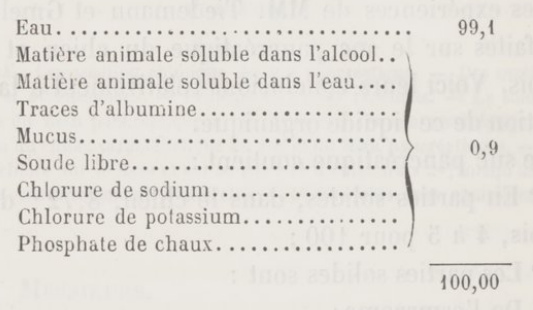 Eau........................................ 99,1
Matière animale soluble dans l'alcool..
Matière animale soluble dans l'eau.....
Traces d'albumine.......................
Mucus.................................... 0,9
Soude libre..............................
Chlorure de sodium.....................
Chlorure de potassium..................
Phosphate de chaux.....................
100,00